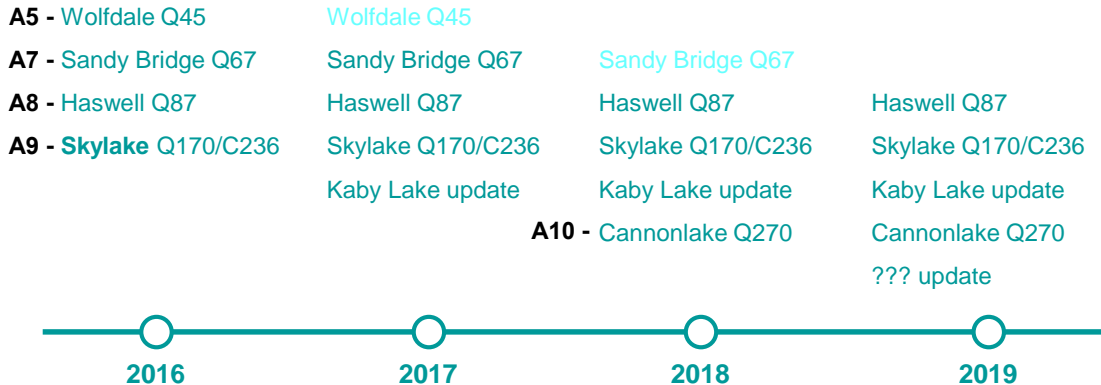 A5 - Wolfdale Q45 Wolfdale Q45
A7 - Sandy Bridge Q67 Sandy Bridge Q67 Sandy Bridge Q67
A8 - Haswell Q87 Haswell Q87 Haswell Q87 Haswell Q87
A9 - Skylake Q170/C236 Skylake Q170/C236 Skylake Q170/C236 Skylake Q170/C236
Kaby Lake update Kaby Lake update Kaby Lake update
A10 - Cannonlake Q270 Cannonlake Q270
??? update
2016 2017 2018 2019